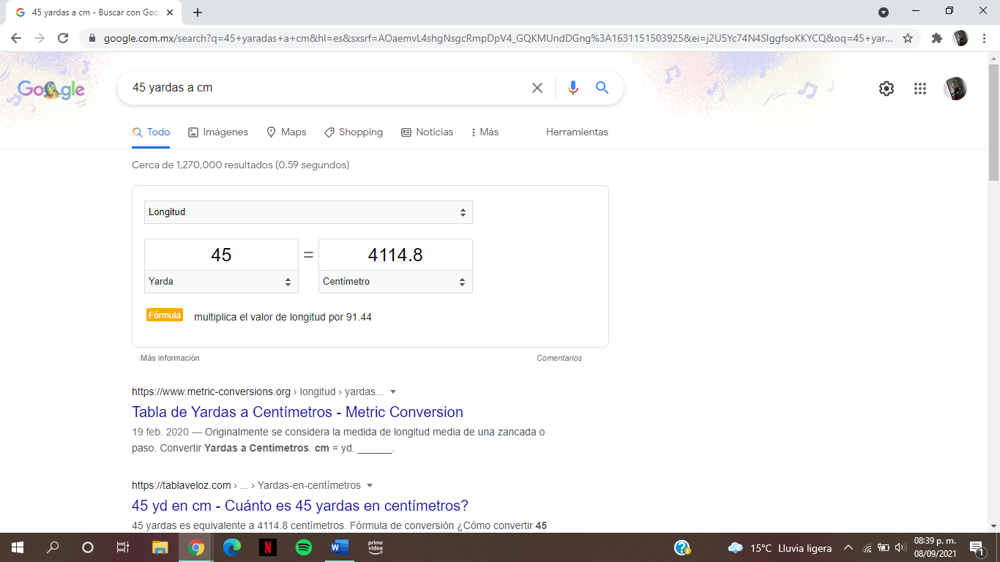 45 yardas a cm - Buscar con Goo
google.com.mx/search?q=45+yaradas+a+cm&hl=es&sxsrf=AOaemvL4shgNsgcRmpDpV4_GQKMUndDGng%3A1631151503925&ei=j2U5Yc74N4SIggfsoKKYCQ&oq=45+yar...
Google
45 yardas a cm
Todo Imágenes Maps Shopping Noticias Más Herramientas
Cerca de 1,270,000 resultados (0.59 segundos)
Longitud
45 = 4114.8
Yarda Centímetro
Fórmula multiplica el valor de longitud por 91.44
Más información Comentarios
https://www.metric-conversions.org › longitud › yardas...
Tabla de Yardas a Centímetros - Metric Conversion
19 feb. 2020 — Originalmente se considera la medida de longitud media de una zancada o
paso. Convertir Yardas a Centímetros. cm = yd. ______.
https://tablaveloz.com › ... › Yardas-en-centímetros
45 yd en cm - Cuánto es 45 yardas en centímetros?
45 yardas es equivalente a 4114.8 centímetros. Fórmula de conversión ¿Cómo convertir 45
prime
video
15°C Lluvia ligera
08:39 p. m.
08/09/2021
1